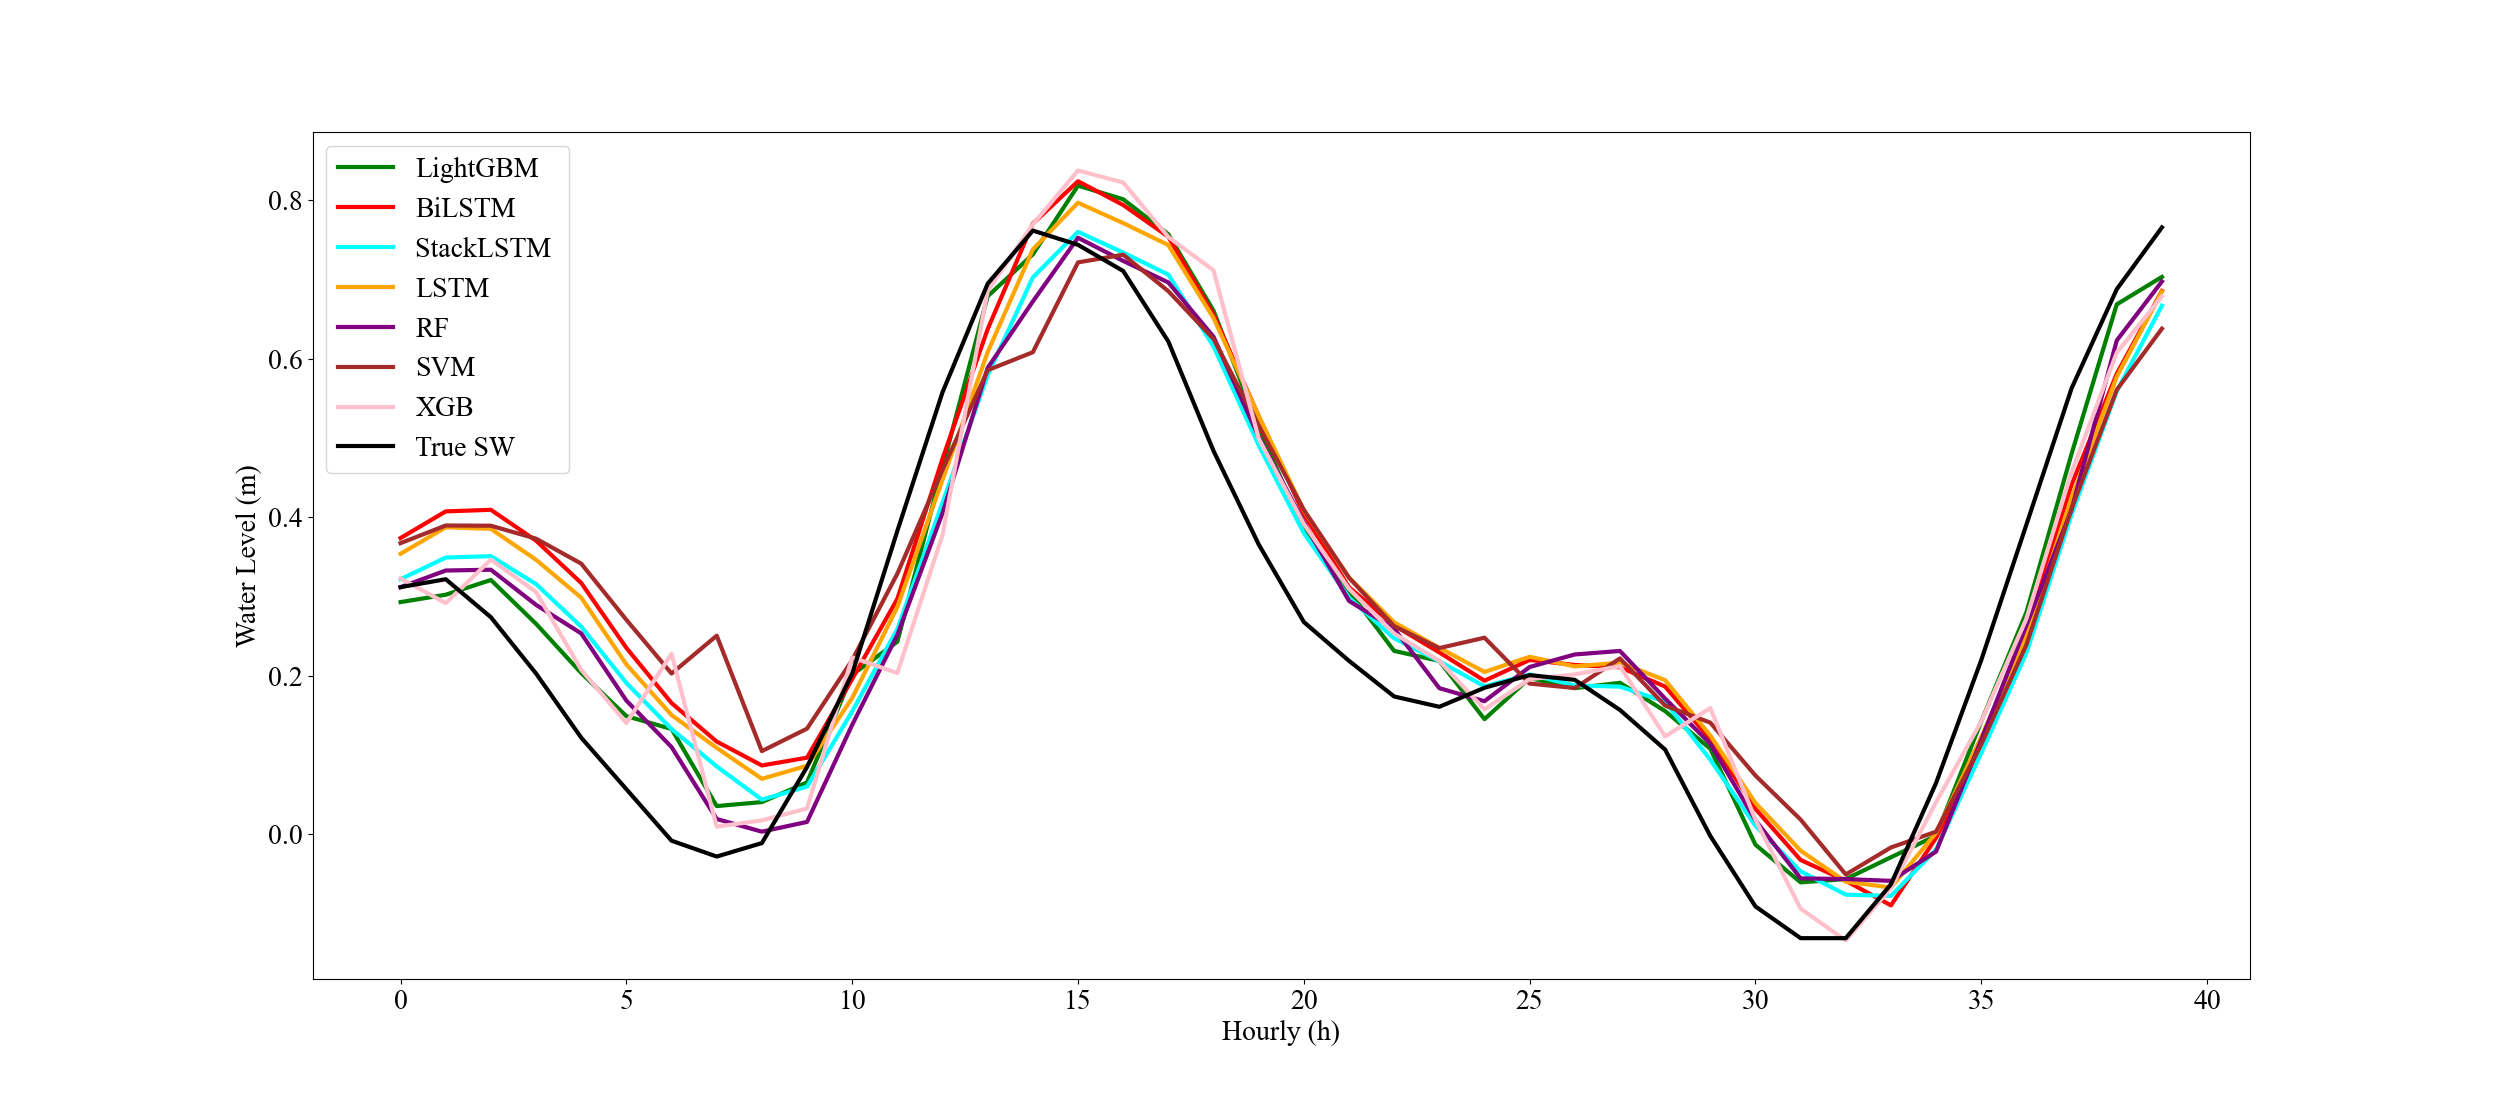 LightGBM
BiLSTM
StackLSTM
LSTM
RF
SVM
XGB
True SW
Water Level (m)
0.8
0.6
0.4
0.2
0.0
0 5 10 15 20 25 30 35 40
Hourly (h)